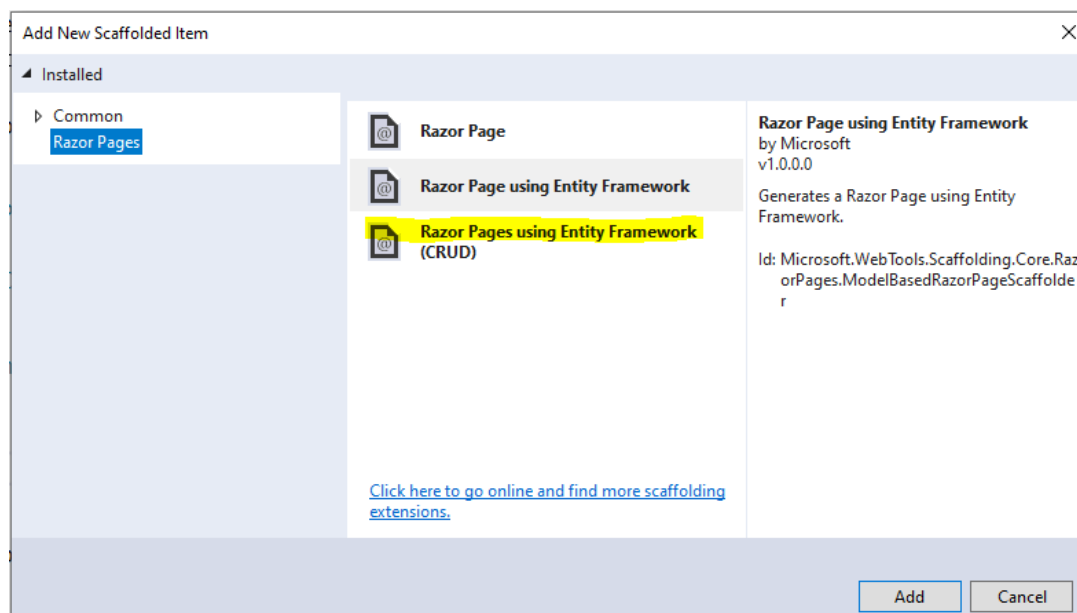 Add New Scaffolded Item
Installed
Common
Razor Pages
Razor Page
Razor Page using Entity Framework
Razor Pages using Entity Framework
(CRUD)
Click here to go online and find more scaffolding
extensions.
Razor Page using Entity Framework
by Microsoft
v1.0.0.0
Generates a Razor Page using Entity
Framework.
Id: Microsoft.WebTools.Scaffolding.Core.Raz
orPages.ModelBasedRazorPageScaffolde
r
Add
Cancel